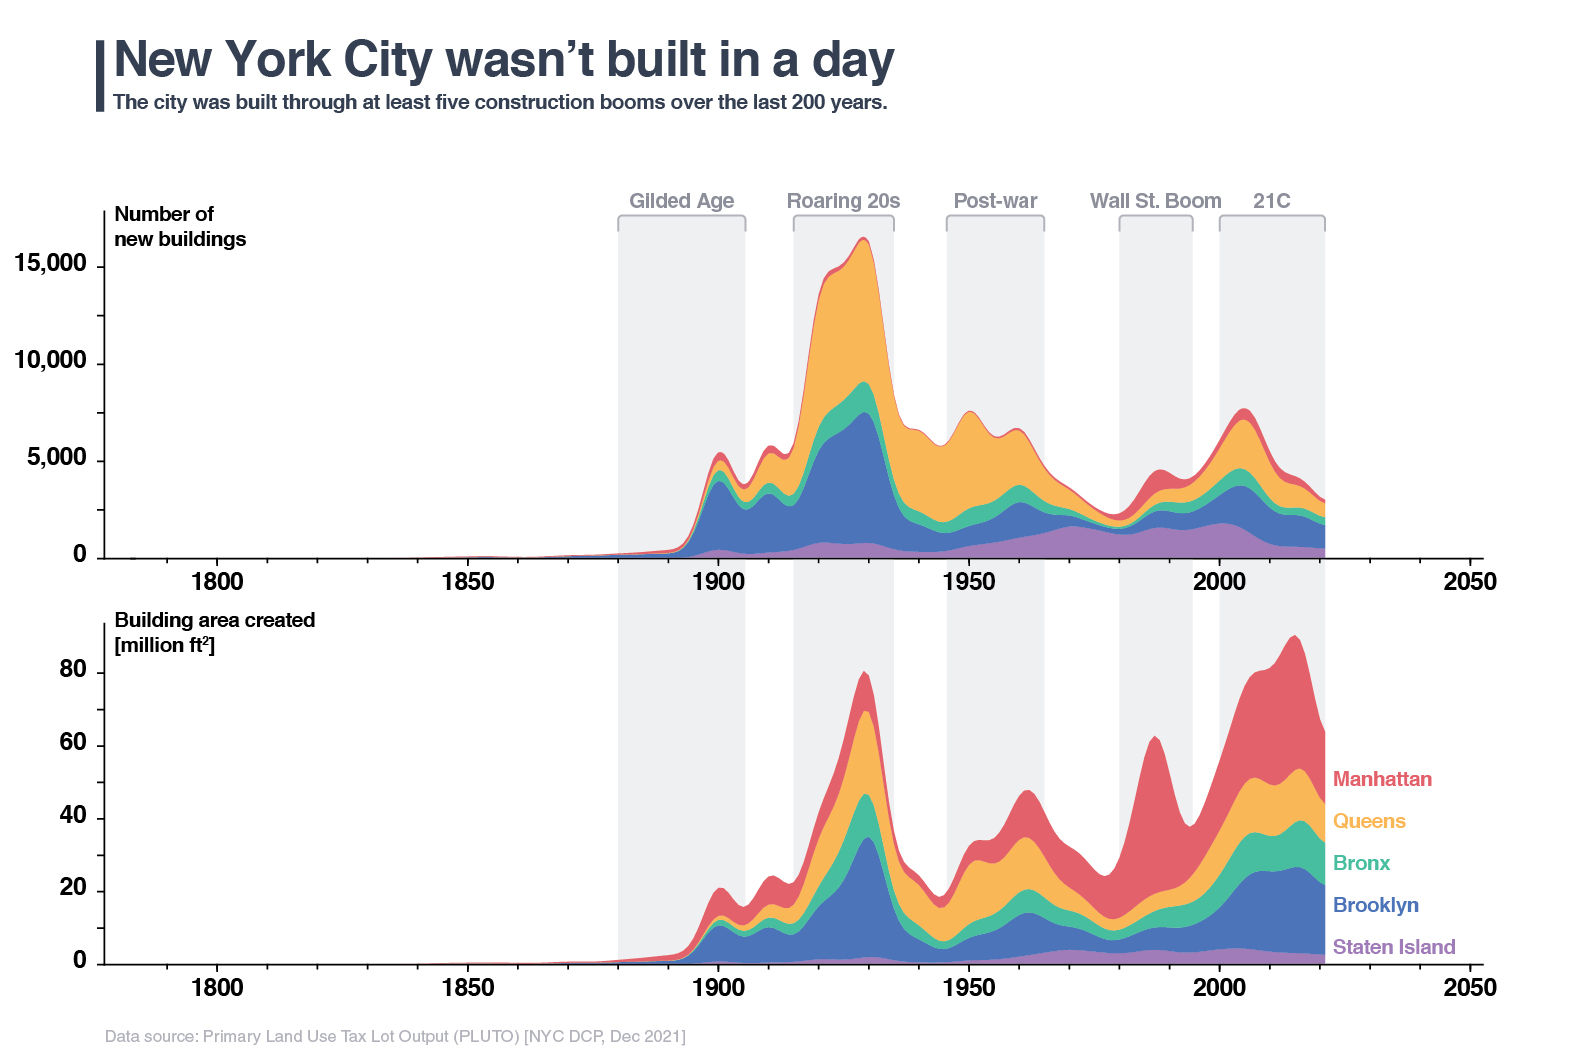 New York City wasn’t built in a day
The city was built through at least five construction booms over the last 200 years.
Gilded Age
Roaring 20s
Post-war
Wall St. Boom
21C
Number of
new buildings
15,000
10,000
5,000
0
1800
1850
1900
1950
2000
2050
Building area created
[million ft²]
80
60
40
20
0
Manhattan
Queens
Bronx
Brooklyn
Staten Island
1800
1850
1900
1950
2000
2050
Data source: Primary Land Use Tax Lot Output (PLUTO) [NYC DCP, Dec 2021]